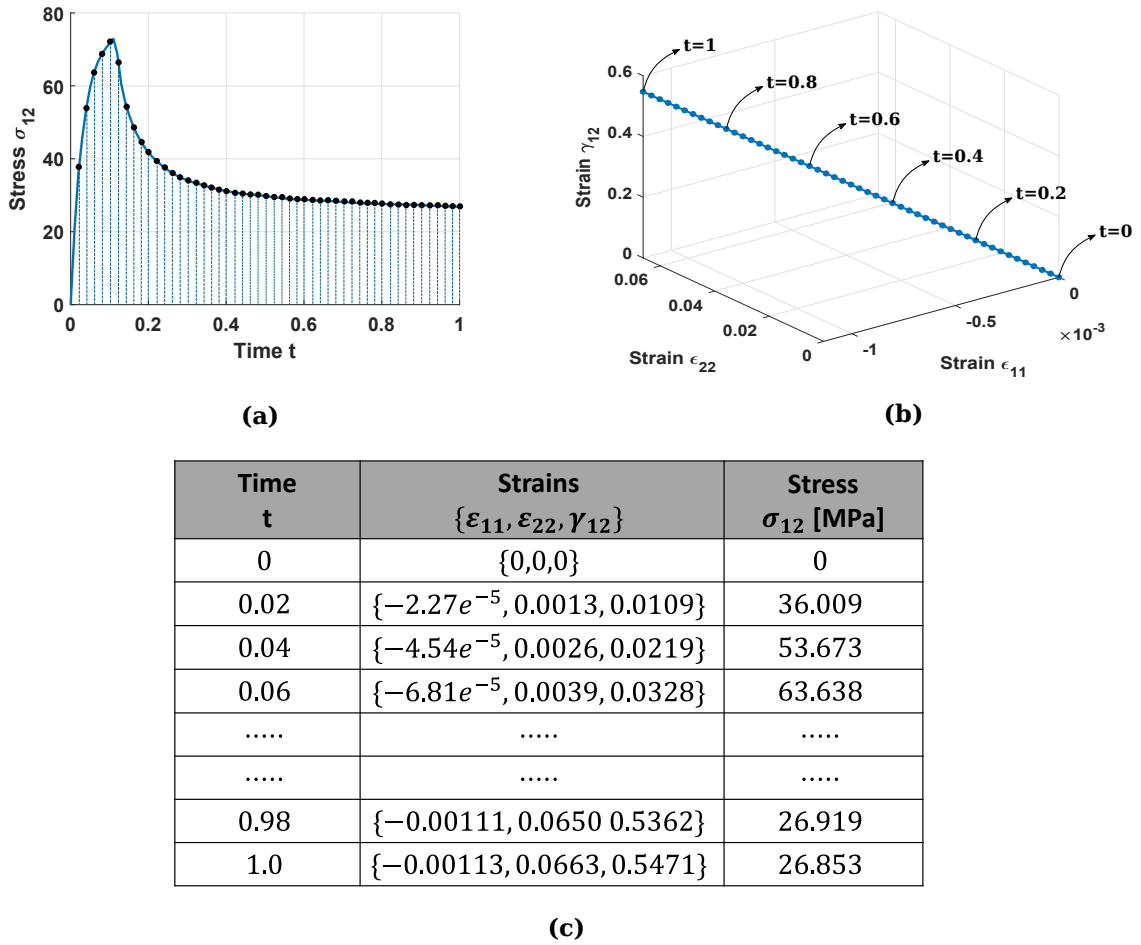 80
60
40
20
0
0 0.2 0.4 0.6 0.8 1
Stress σ12
Time t
(a)
t=1
t=0.8
t=0.6
t=0.4
t=0.2
t=0
0.6
0.4
0.2
0
Strain γ12
0.06
0.04
0.02
0
Strain ϵ22
-1
-0.5
0
×10-3
Strain ϵ11
(b)
Time Strains Stress
t {ε11, ε22, γ12} σ12 [MPa]
0 {0,0,0} 0
0.02 {−2.27e−5, 0.0013, 0.0109} 36.009
0.04 {−4.54e−5, 0.0026, 0.0219} 53.673
0.06 {−6.81e−5, 0.0039, 0.0328} 63.638
..... ..... .....
..... ..... .....
0.98 {−0.00111, 0.0650 0.5362} 26.919
1.0 {−0.00113, 0.0663, 0.5471} 26.853
(c)